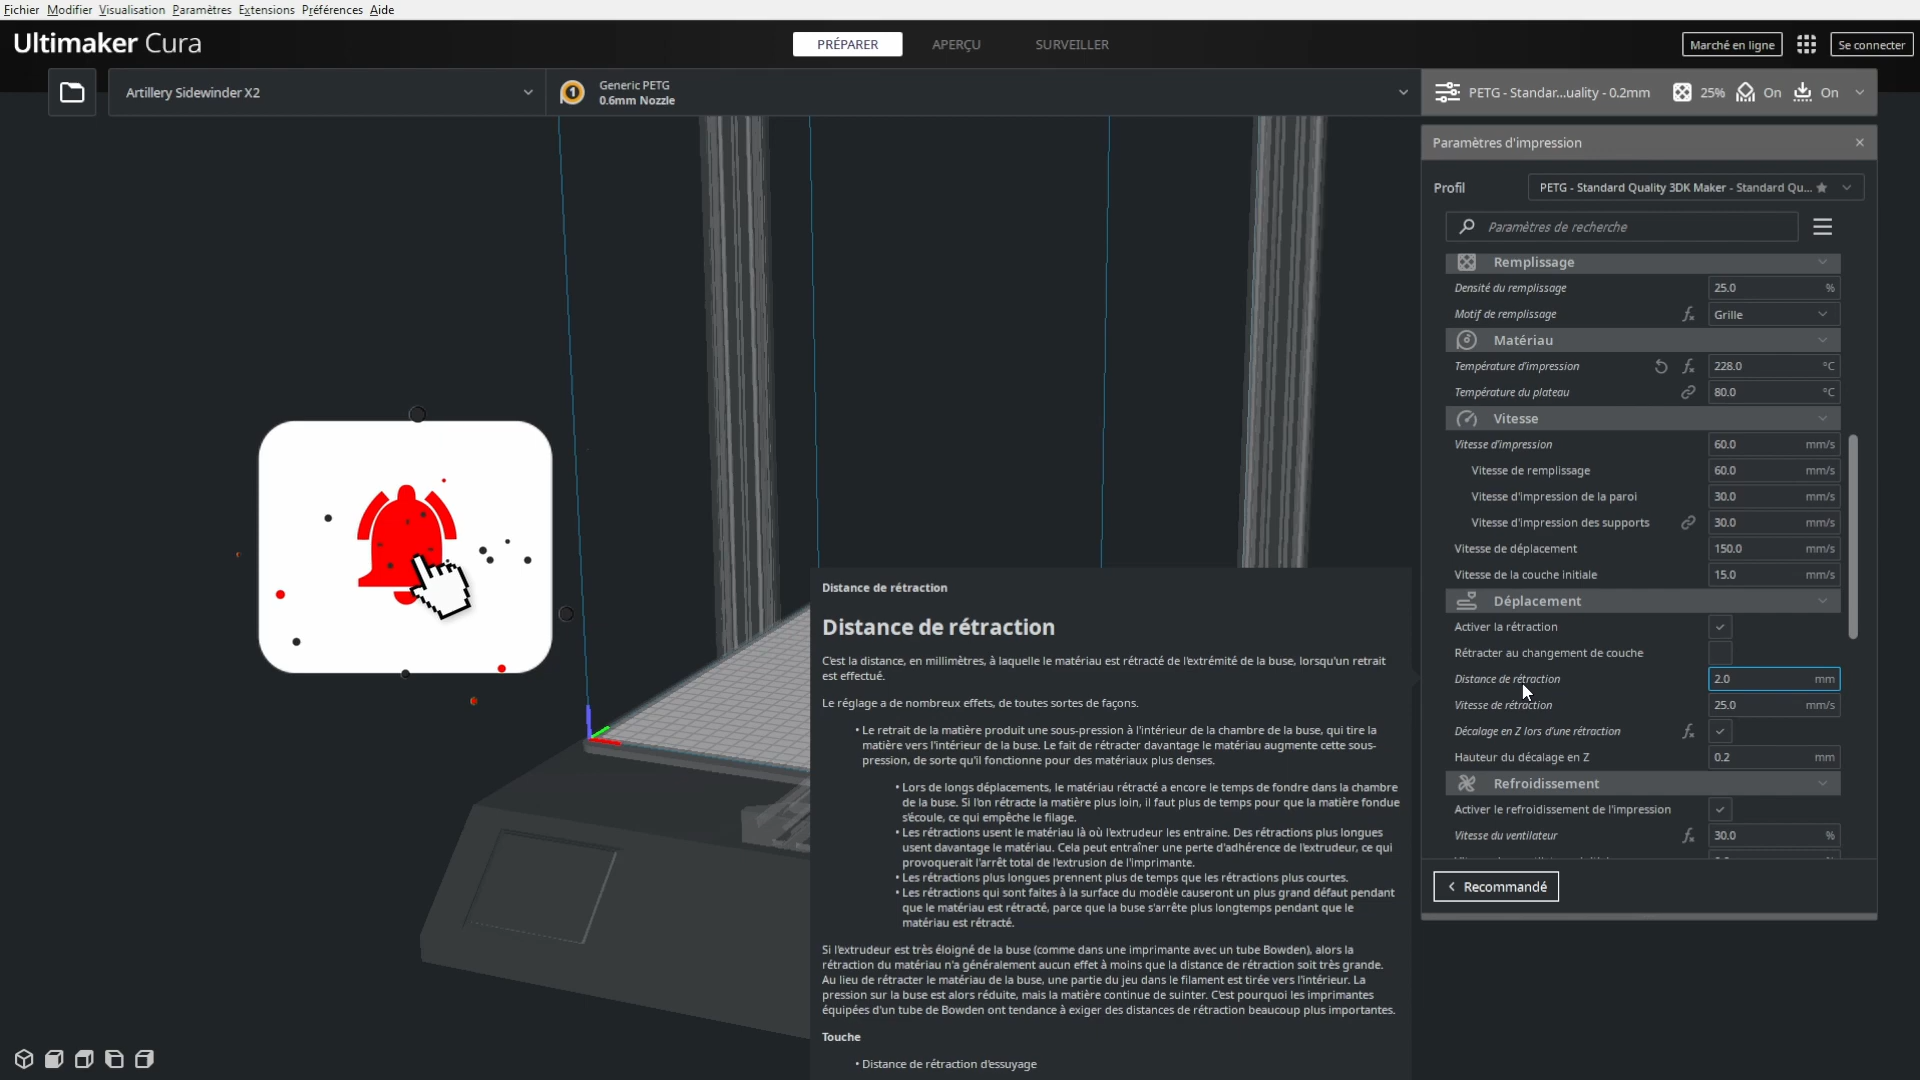 Fichier Modifier Visualisation Paramètres Extensions Préférences Aide
Ultimaker Cura
PRÉPARER
APERÇU
SURVEILLER
Marché en ligne
Se connecter
Artillery Sidewinder X2
1
Generic PETG
0.6mm Nozzle
PETG - Standar...uality - 0.2mm
25%
On
On
Paramètres d'impression
Profil
PETG - Standard Quality 3DK Maker - Standard Qu...
Paramètres de recherche
Remplissage
Densité du remplissage 25.0 %
Motif de remplissage Grille
Matériau
Température d'impression 228.0 °C
Température du plateau 80.0 °C
Vitesse
Vitesse d'impression 60.0 mm/s
Vitesse de remplissage 60.0 mm/s
Vitesse d'impression de la paroi 30.0 mm/s
Vitesse d'impression des supports 30.0 mm/s
Vitesse de déplacement 150.0 mm/s
Vitesse de la couche initiale 15.0 mm/s
Déplacement
Activer la rétraction
Rétracter au changement de couche
Distance de rétraction 2.0 mm
Vitesse de rétraction 25.0 mm/s
Décalage en Z lors d'une rétraction
Hauteur du décalage en Z 0.2 mm
Refroidissement
Activer le refroidissement de l'impression
Vitesse du ventilateur 30.0 %
Recommandé
Distance de rétraction
Distance de rétraction
C'est la distance, en millimètres, à laquelle le matériau est rétracté de l'extrémité de la buse, lorsqu'un retrait
est effectué.
Le réglage a de nombreux effets, de toutes sortes de façons.
• Le retrait de la matière produit une sous-pression à l'intérieur de la chambre de la buse, qui tire la
matière vers l'intérieur de la buse. Le fait de rétracter davantage le matériau augmente cette sous-
pression, de sorte qu'il fonctionne pour des matériaux plus denses.
• Lors de longs déplacements, le matériau rétracté a encore le temps de fondre dans la chambre
de la buse. Si l'on rétracte la matière plus loin, il faut plus de temps pour que la matière fondue
s'écoule, ce qui empêche le filage.
• Les rétractions usent le matériau là où l'extrudeur les entraine. Des rétractions plus longues
usent davantage le matériau. Cela peut entraîner une perte d'adhérence de l'extrudeur, ce qui
provoquerait l'arrêt total de l'extrusion de l'imprimante.
• Les rétractions plus longues prennent plus de temps que les rétractions plus courtes.
• Les rétractions qui sont faites à la surface du modèle causeront un plus grand défaut pendant
que le matériau est rétracté, parce que la buse s'arrête plus longtemps pendant que le
matériau est rétracté.
Si l'extrudeur est très éloigné de la buse (comme dans une imprimante avec un tube Bowden), alors la
rétraction du matériau n'a généralement aucun effet à moins que la distance de rétraction soit très grande.
Au lieu de rétracter le matériau de la buse, une partie du jeu dans le filament est tirée vers l'intérieur. La
pression sur la buse est alors réduite, mais la matière continue de suinter. C'est pourquoi les imprimantes
équipées d'un tube de Bowden ont tendance à exiger des distances de rétraction beaucoup plus importantes.
Touche
• Distance de rétraction d'essuyage